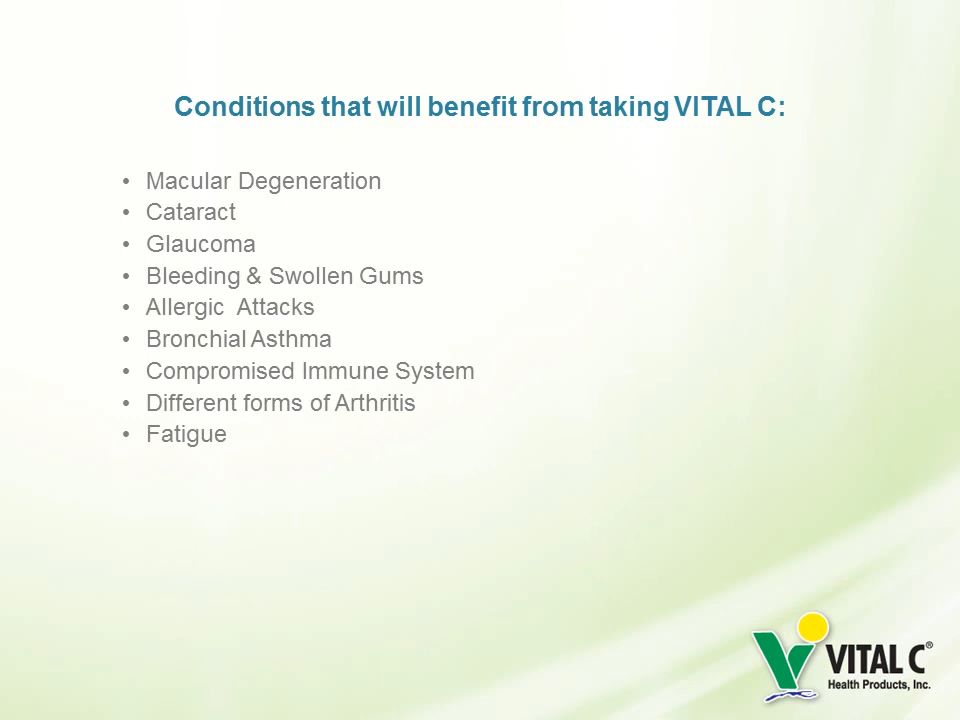 Conditions that will benefit from taking VITAL C:
• Macular Degeneration
• Cataract
• Glaucoma
• Bleeding & Swollen Gums
• Allergic  Attacks
• Bronchial Asthma
• Compromised Immune System
• Different forms of Arthritis
• Fatigue
VITAL C®
Health Products, Inc.